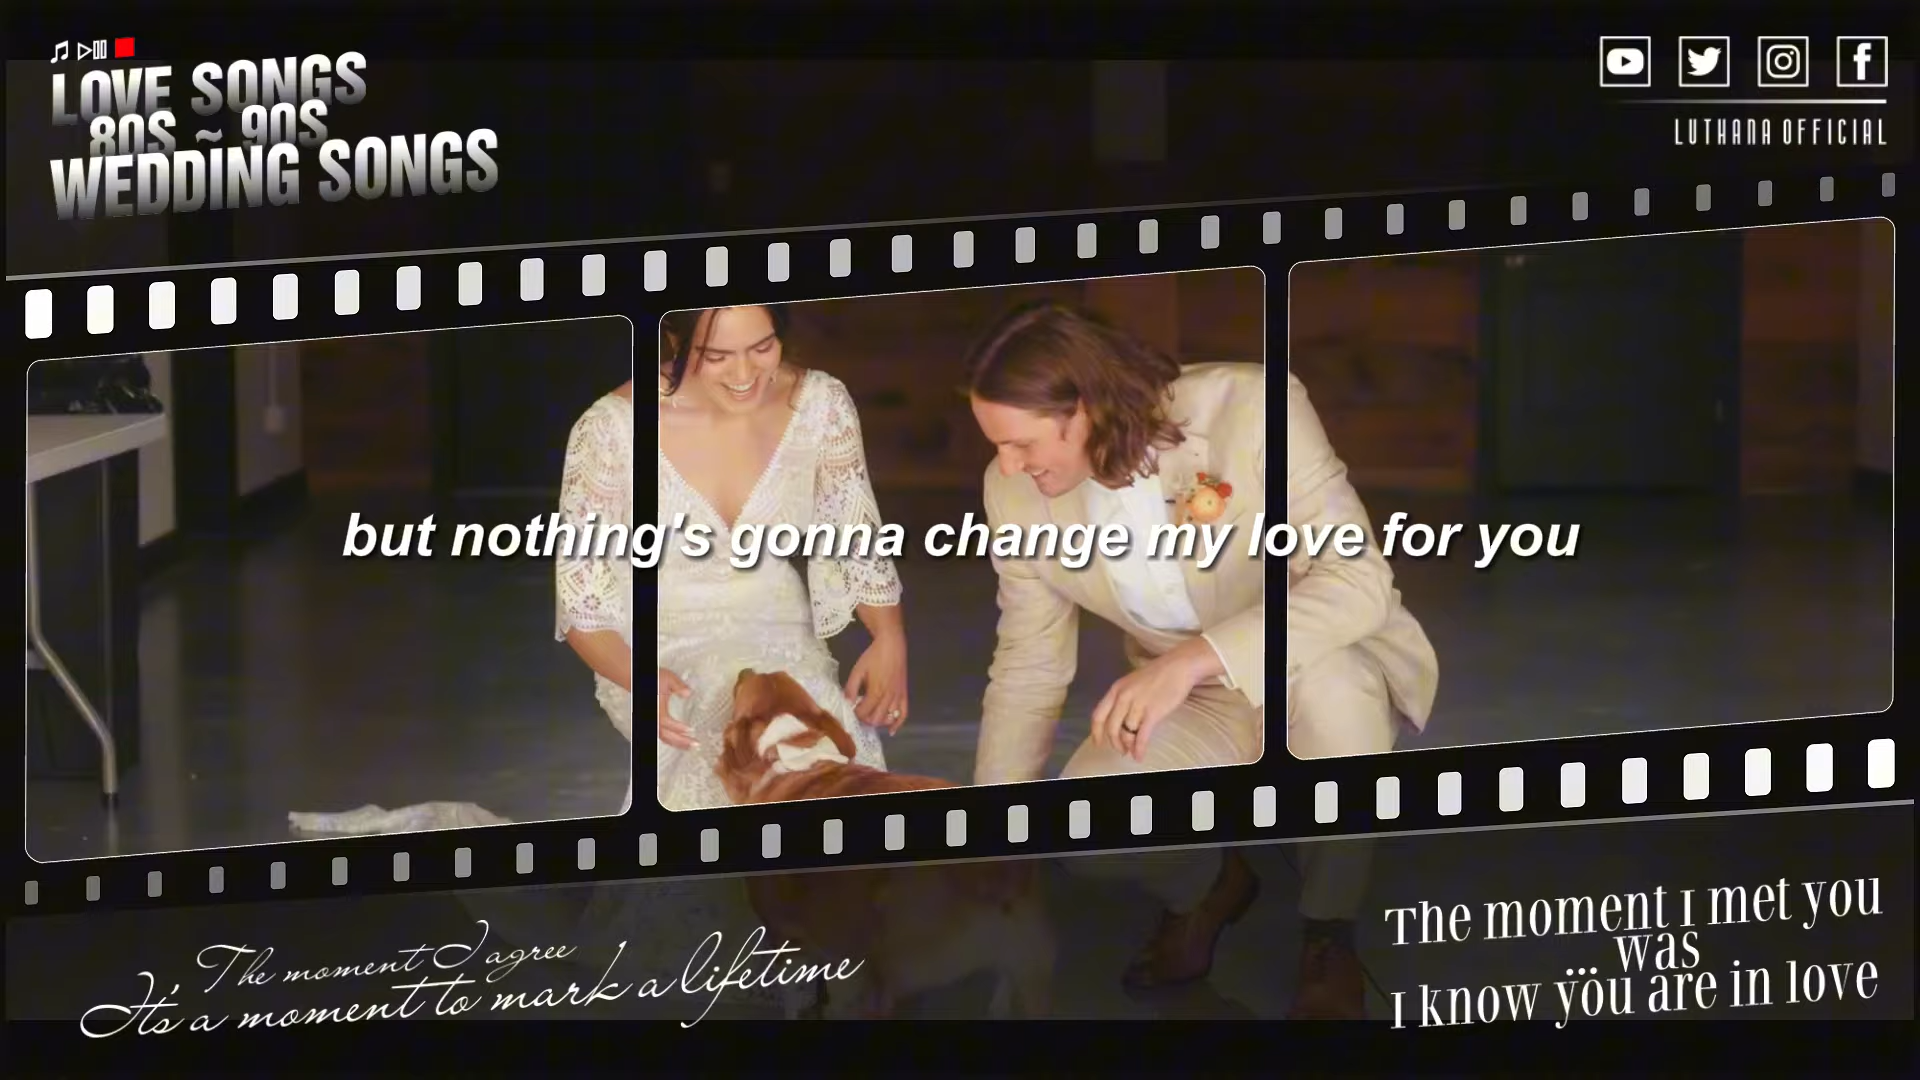 LOVE SONGS
80S ~ 90S
WEDDING SONGS
LUTHANA OFFICIAL
but nothing's gonna change my love for you
The moment I agree
It's a moment to mark a lifetime
The moment I met you
was
I know yöu are in love